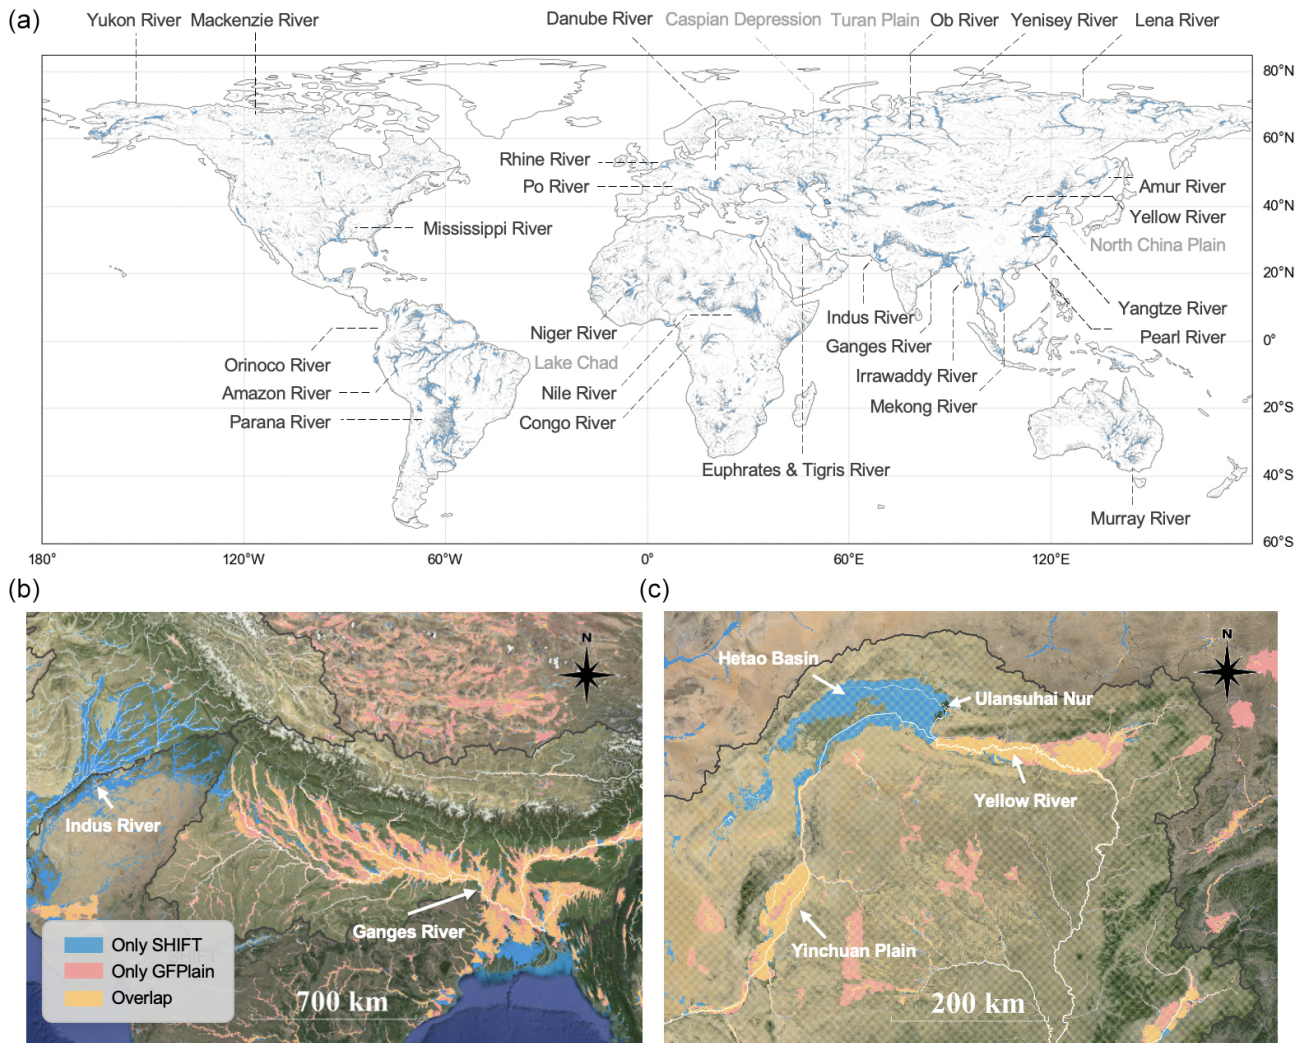 (a)
Yukon River
Mackenzie River
Danube River
Caspian Depression
Turan Plain
Ob River
Yenisey River
Lena River
80°N
60°N
Rhine River
Po River
Amur River
40°N
Yellow River
Mississippi River
North China Plain
20°N
Indus River
Yangtze River
Niger River
Ganges River
Pearl River
0°
Lake Chad
Orinoco River
Irrawaddy River
Amazon River
Nile River
Mekong River
20°S
Parana River
Congo River
Euphrates & Tigris River
40°S
Murray River
60°S
180°
120°W
60°W
0°
60°E
120°E
(b)
N
Indus River
Ganges River
Only SHIFT
Only GFPlain
Overlap
700 km
(c)
N
Hetao Basin
Ulansuhai Nur
Yellow River
Yinchuan Plain
200 km